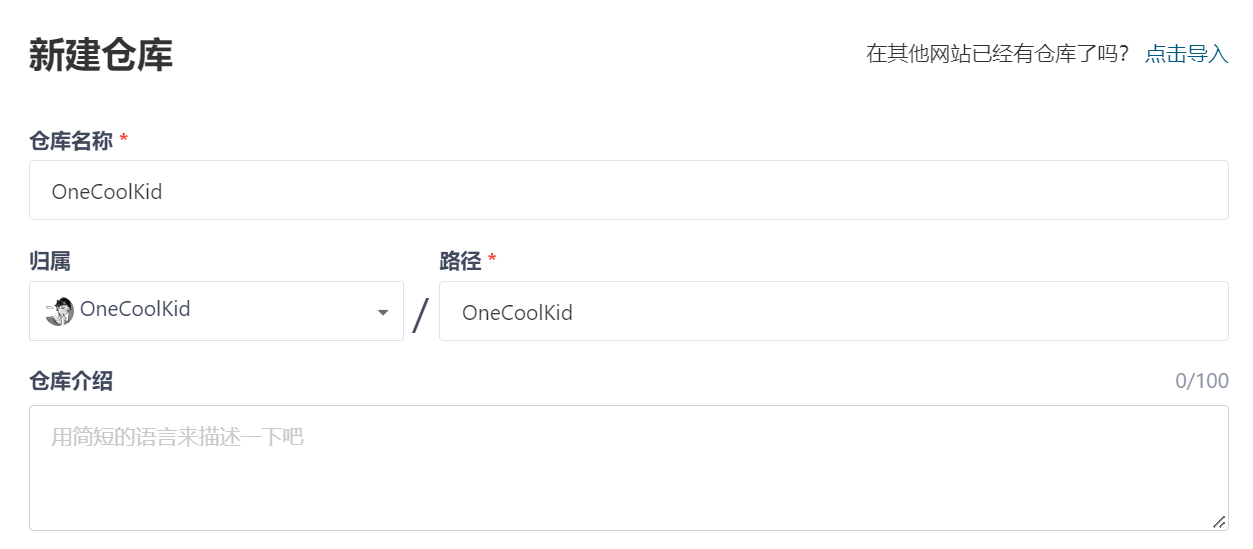 新建仓库
在其他网站已经有仓库了吗？ 点击导入
仓库名称 *
OneCoolKid
归属
路径 *
OneCoolKid
/
OneCoolKid
仓库介绍
0/100
用简短的语言来描述一下吧